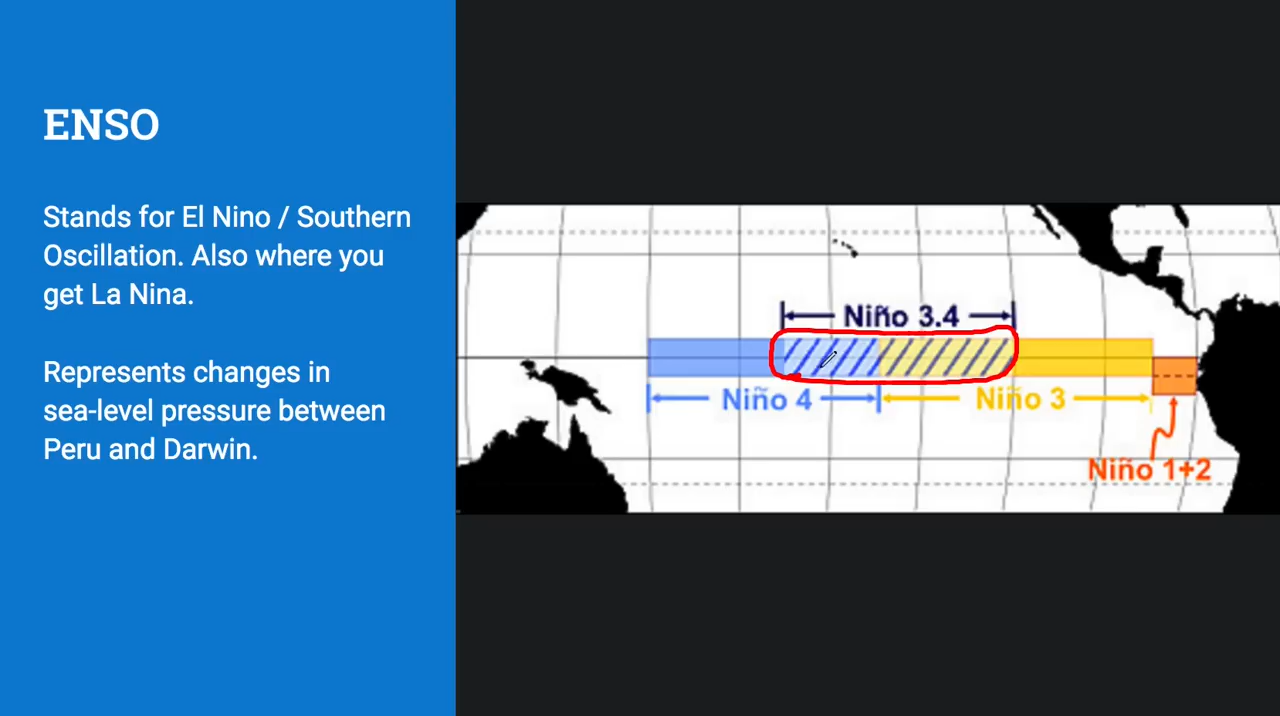 ENSO
Stands for El Nino / Southern
Oscillation. Also where you
get La Nina.
Represents changes in
sea-level pressure between
Peru and Darwin.
Niño 3.4
Niño 4
Niño 3
Niño 1+2